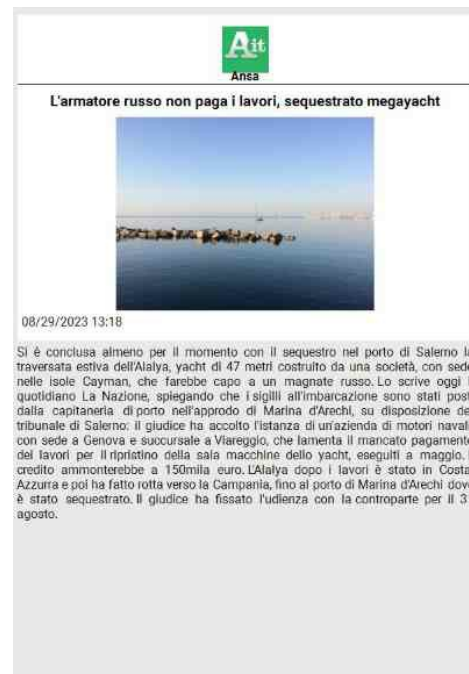 Ait
Ansa
L'armatore russo non paga i lavori, sequestrato megayacht
08/29/2023 13:18
Si è conclusa almeno per il momento con il sequestro nel porto di Salerno la
traversata estiva dell'Alalya, yacht di 47 metri costruito da una società, con sede
nelle isole Cayman, che farebbe capo a un magnate russo. Lo scrive oggi i
quotidiano La Nazione, spiegando che i sigilli all'imbarcazione sono stati post
dalla capitaneria di porto nell'approdo di Marina d'Arechi, su disposizione de
tribunale di Salerno: il giudice ha accolto l'istanza di un'azienda di motori naval
con sede a Genova e succursale a Viareggio, che lamenta il mancato pagamento
dei lavori per il ripristino della sala macchine dello yacht, eseguiti a maggio.
credito ammonterebbe a 150mila euro. L'Alalya dopo i lavori è stato in Costa
Azzurra e poi ha fatto rotta verso la Campania, fino al porto di Marina d'Arechi dove
è stato sequestrato. Il giudice ha fissato l'udienza con la controparte per il 3
agosto.